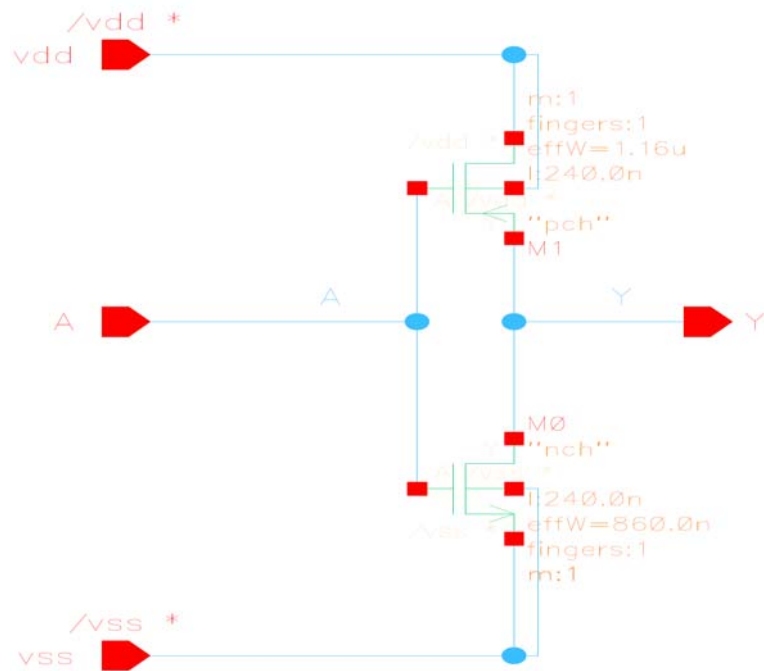 /vdd *
vdd
m:1
fingers:1
effW=1.16u
l:240.0n
"pch"
M1
A
A
Y
Y
MØ
"nch"
l:240.0n
effW=860.0n
fingers:1
m:1
/vss *
vss